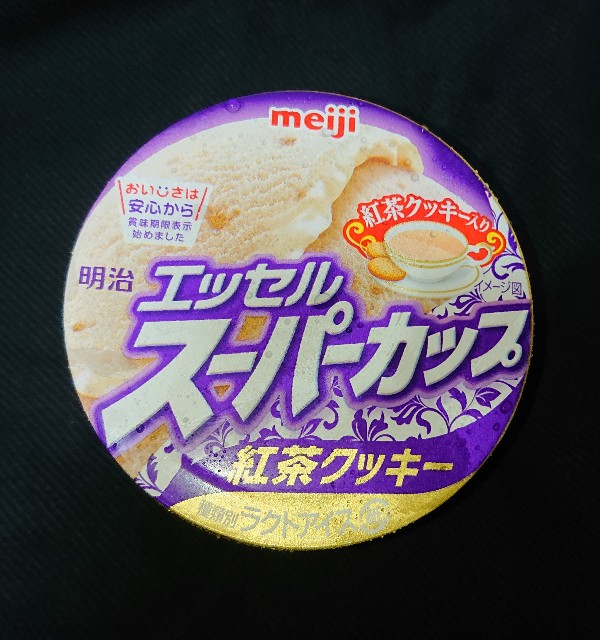 meiji
おいしさは
安心から
賞味期限表示
始めました
紅茶クッキー入り
イメージ図
明治
エッセル
スーパーカップ
紅茶クッキー
種類別 ラクトアイス